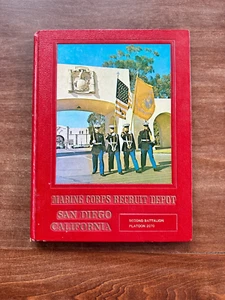 MARINE CORPS RECRUIT DEPOT
SAN DIEGO
CALIFORNIA
SECOND BATTALION
PLATOON